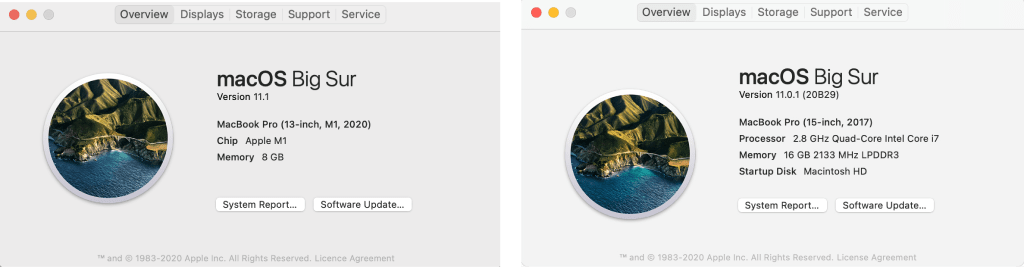 Overview Displays Storage Support Service
macOS Big Sur
Version 11.1
MacBook Pro (13-inch, M1, 2020)
Chip Apple M1
Memory 8 GB
System Report... Software Update...
™ and © 1983-2020 Apple Inc. All Rights Reserved. Licence Agreement
Overview Displays Storage Support Service
macOS Big Sur
Version 11.0.1 (20B29)
MacBook Pro (15-inch, 2017)
Processor 2.8 GHz Quad-Core Intel Core i7
Memory 16 GB 2133 MHz LPDDR3
Startup Disk Macintosh HD
System Report... Software Update...
™ and © 1983-2020 Apple Inc. All Rights Reserved. License Agreement